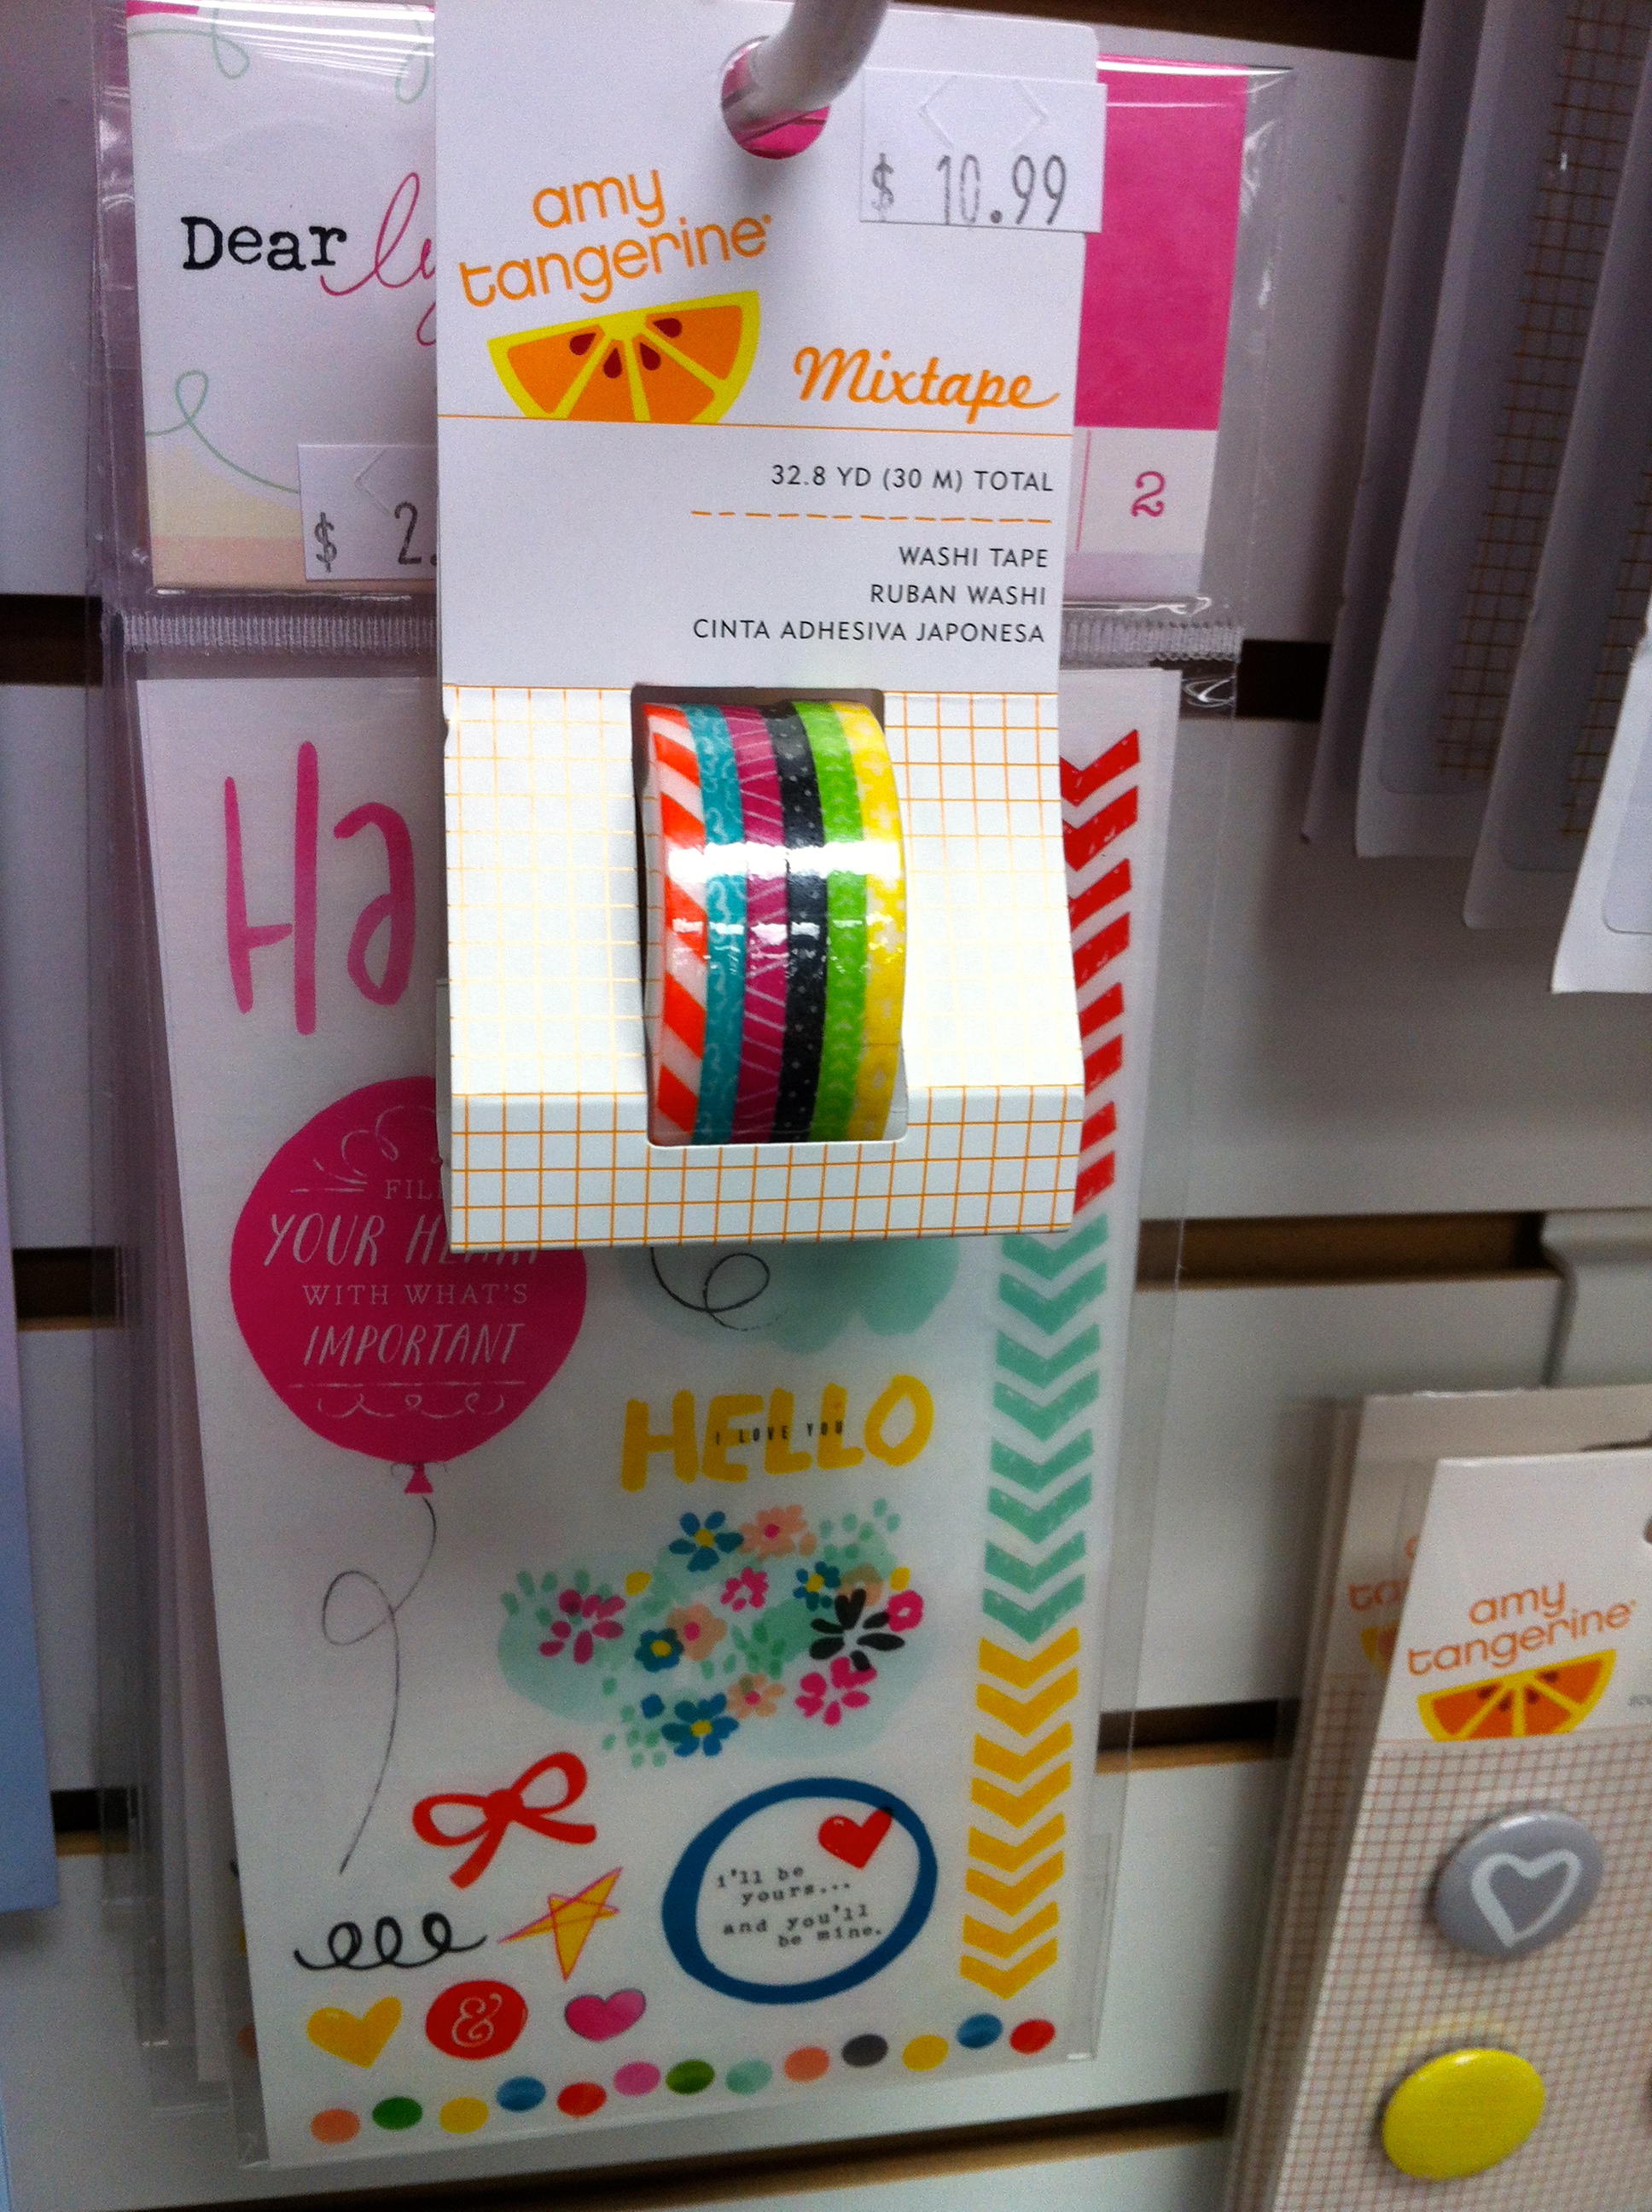 $ 10.99
amy
tangerine
Mixtape
32.8 YD (30 M) TOTAL
WASHI TAPE
RUBAN WASHI
CINTA ADHESIVA JAPONESA
Dear
$ 2.
2
Ha
YOUR HEART
WITH WHAT'S
IMPORTANT
HELLO
I LOVE YOU
i'll be
yours...
and you'll
be mine.
&
amy
tangerine